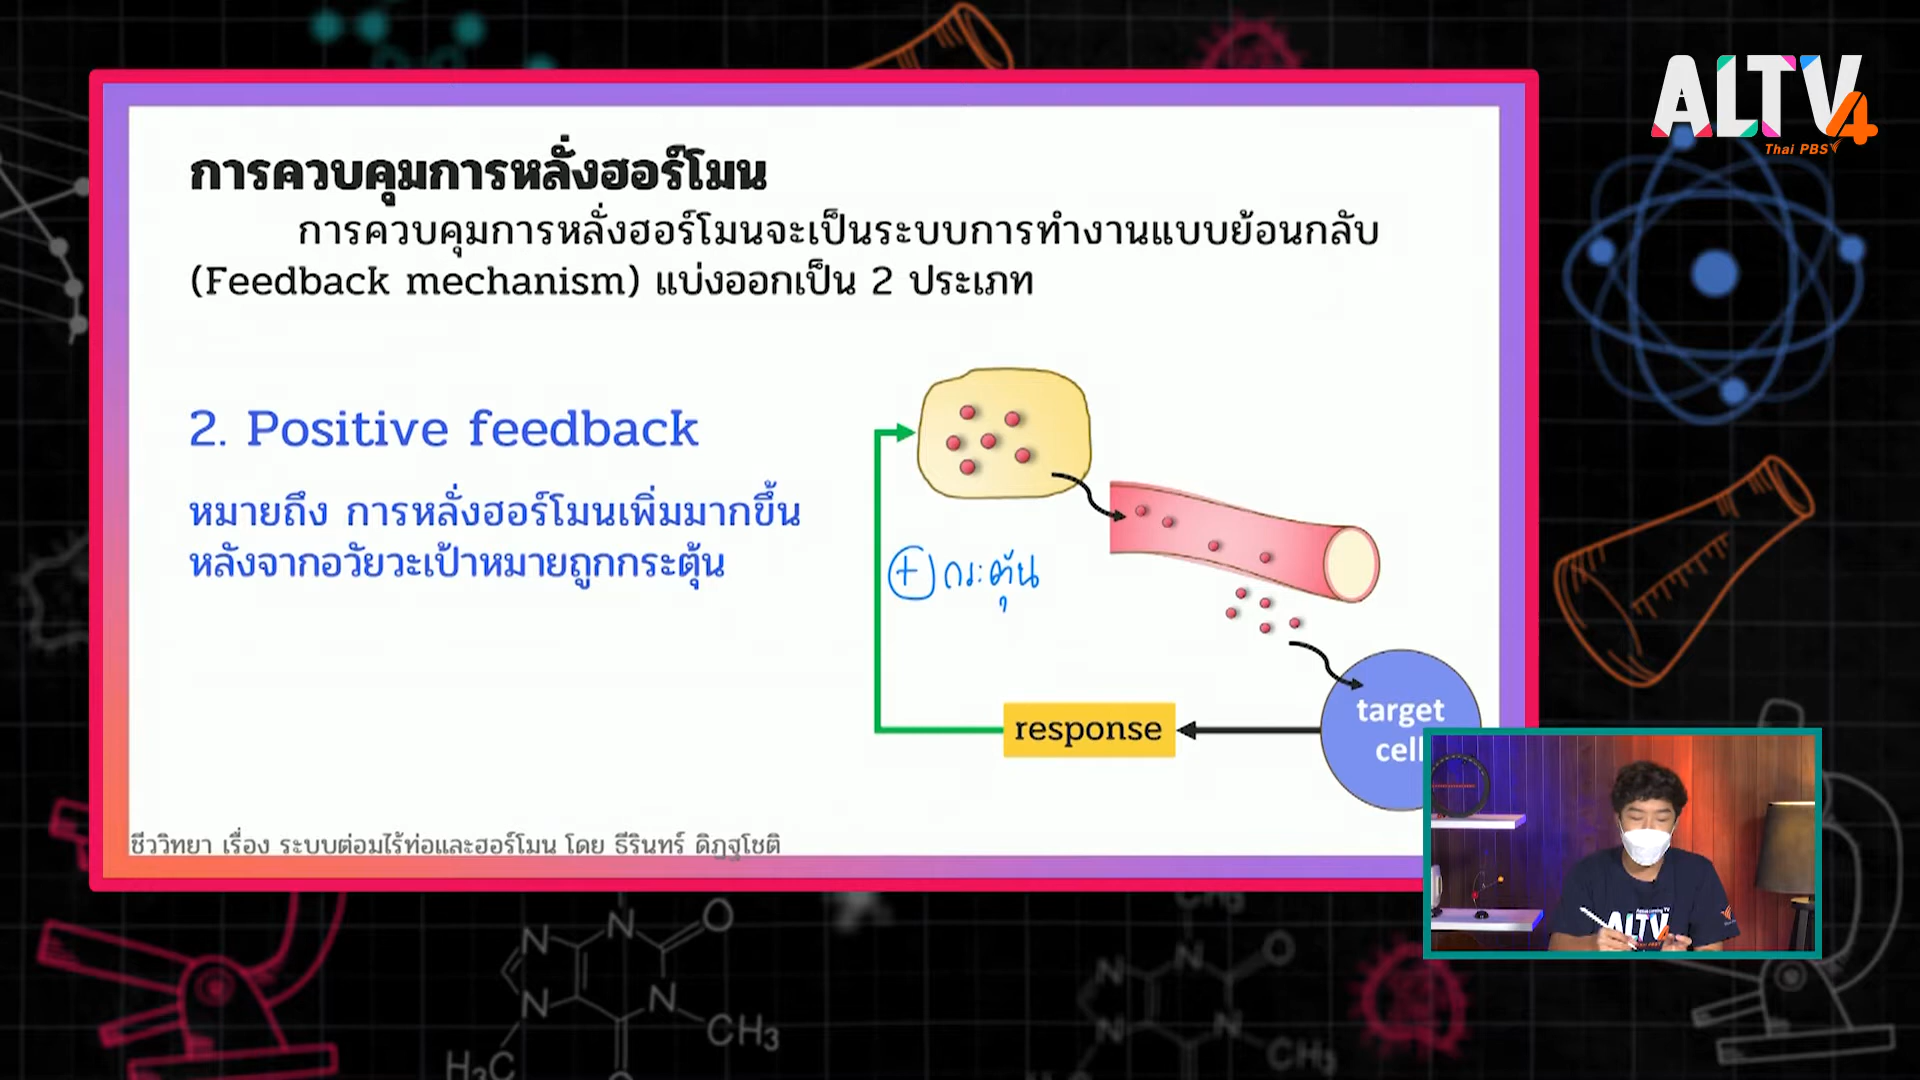 ALTV4
Thai PBS
การควบคุมการหลั่งฮอร์โมน
การควบคุมการหลั่งฮอร์โมนจะเป็นระบบการทำงานแบบย้อนกลับ
(Feedback mechanism) แบ่งออกเป็น 2 ประเภท
2. Positive feedback
หมายถึง การหลั่งฮอร์โมนเพิ่มมากขึ้น
หลังจากอวัยวะเป้าหมายถูกกระตุ้น
+ กระตุ้น
response
target
cell
ชีววิทยา เรื่อง ระบบต่อมไร้ท่อและฮอร์โมน โดย ธีรินทร์ ดิฏฐโชติ
ALTV4
N
N
O
N
N
CH3
H3C
CH3
N
N
O
N
N
CH3